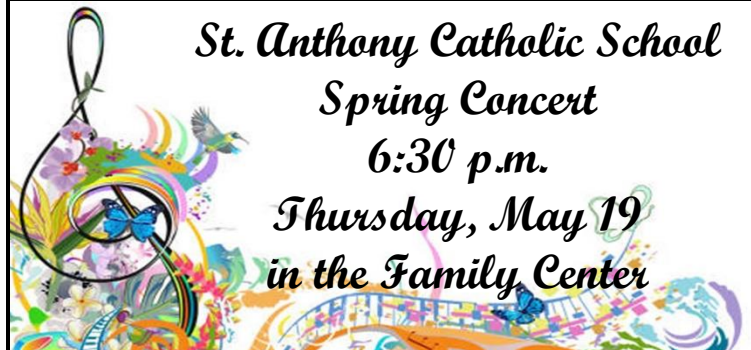 St. Anthony Catholic School
Spring Concert
6:30 p.m.
Thursday, May 19
in the Family Center